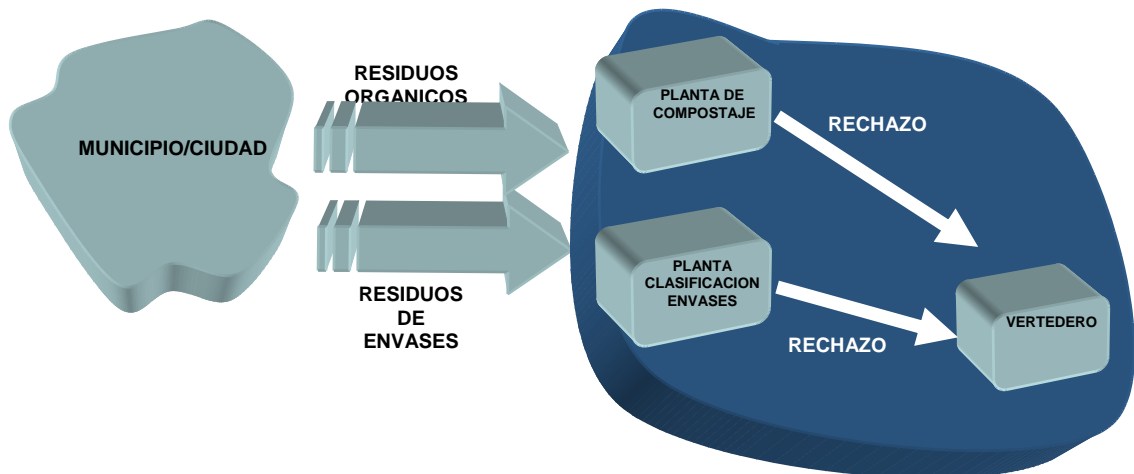 MUNICIPIO/CIUDAD
RESIDUOS
ORGANICOS
PLANTA DE
COMPOSTAJE
RECHAZO
RESIDUOS
DE
ENVASES
PLANTA
CLASIFICACION
ENVASES
RECHAZO
VERTEDERO